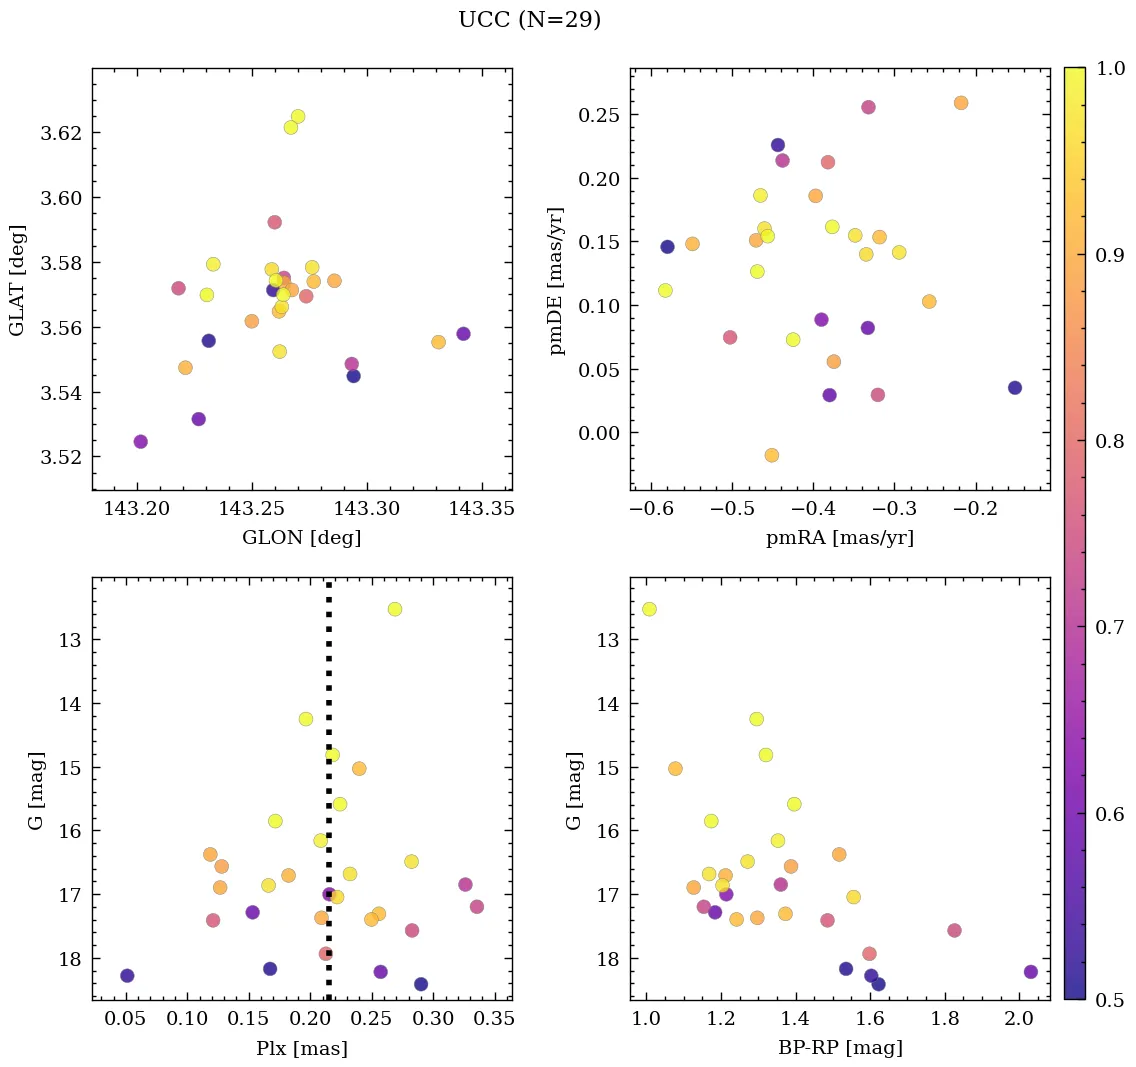 UCC (N=29)
3.62
3.60
3.58
3.56
3.54
3.52
GLAT [deg]
143.20 143.25 143.30 143.35
GLON [deg]
0.25
0.20
0.15
0.10
0.05
0.00
pmDE [mas/yr]
−0.6 −0.5 −0.4 −0.3 −0.2
pmRA [mas/yr]
1.0
0.9
0.8
0.7
0.6
0.5
13
14
15
16
17
18
G [mag]
0.05 0.10 0.15 0.20 0.25 0.30 0.35
Plx [mas]
13
14
15
16
17
18
G [mag]
1.0 1.2 1.4 1.6 1.8 2.0
BP-RP [mag]